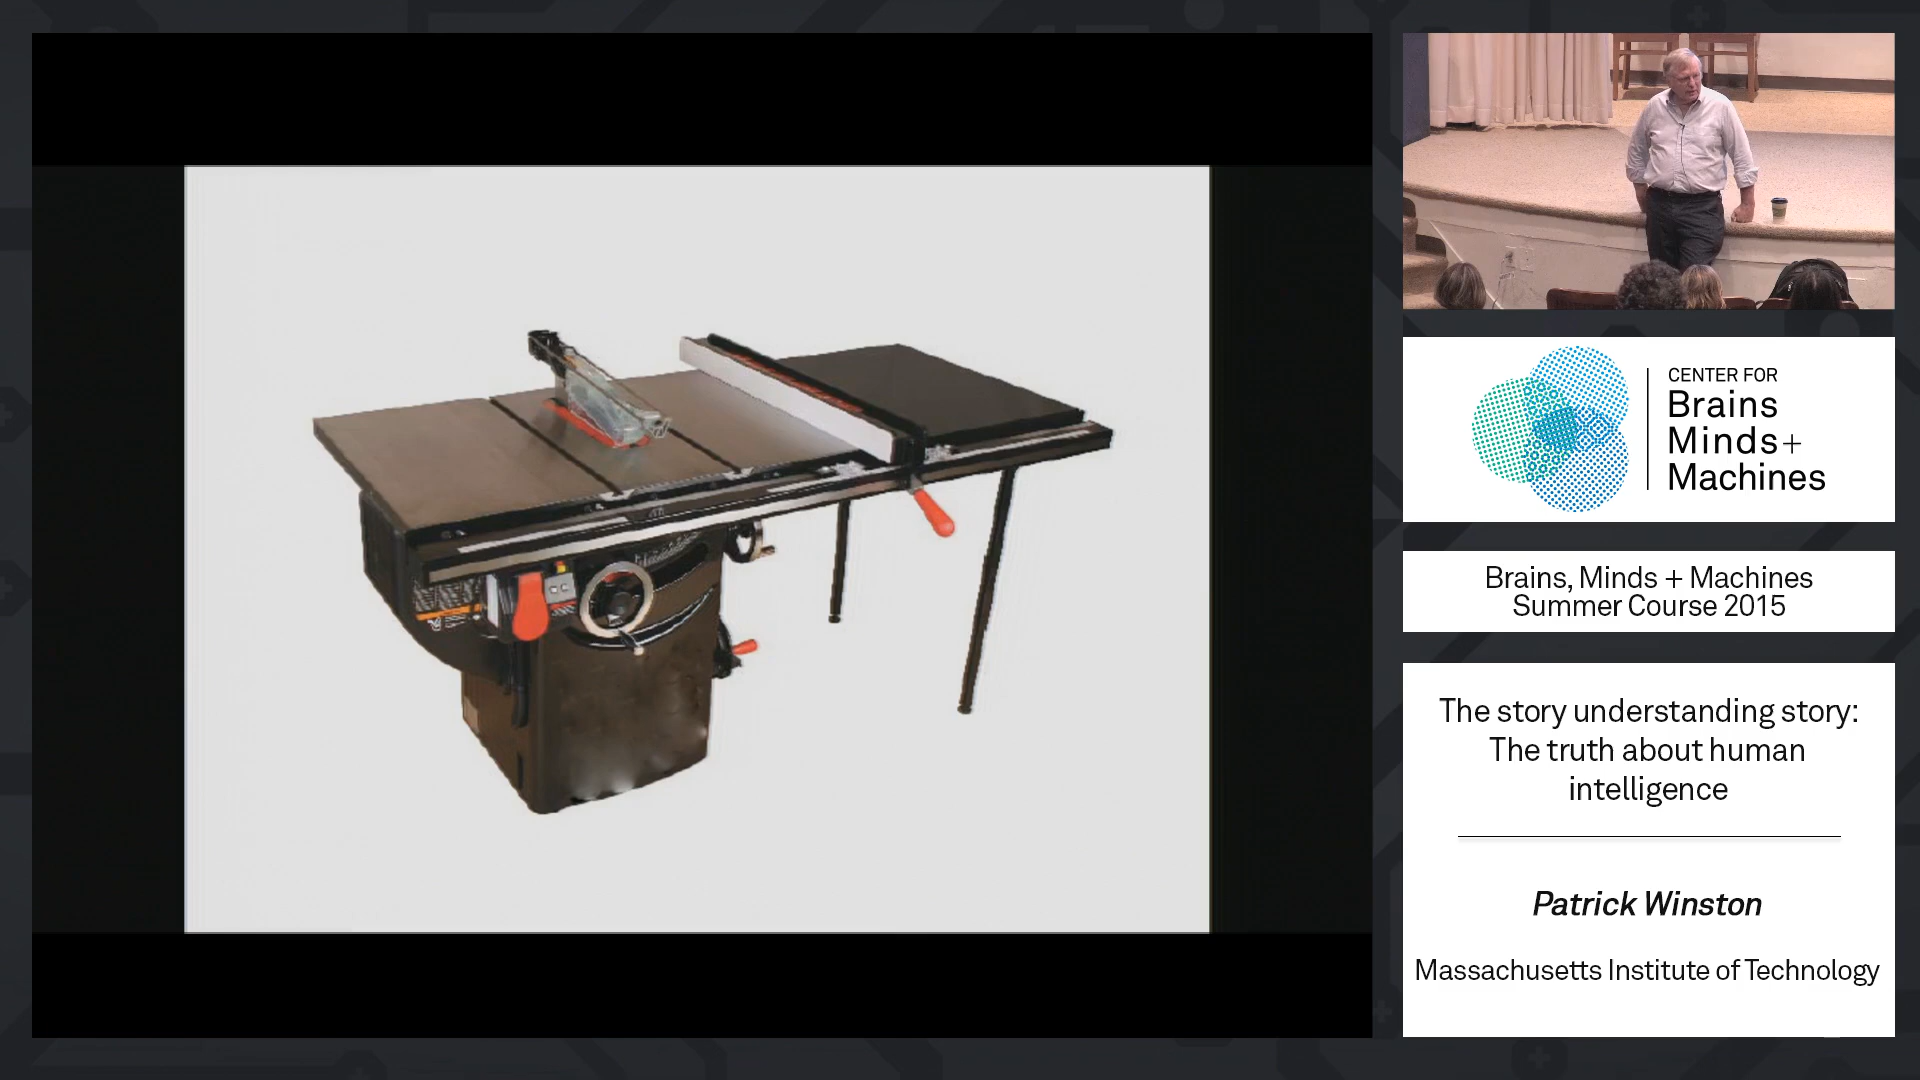 CENTER FOR
Brains
Minds+
Machines
Brains, Minds + Machines
Summer Course 2015
The story understanding story:
The truth about human
intelligence
Patrick Winston
Massachusetts Institute of Technology